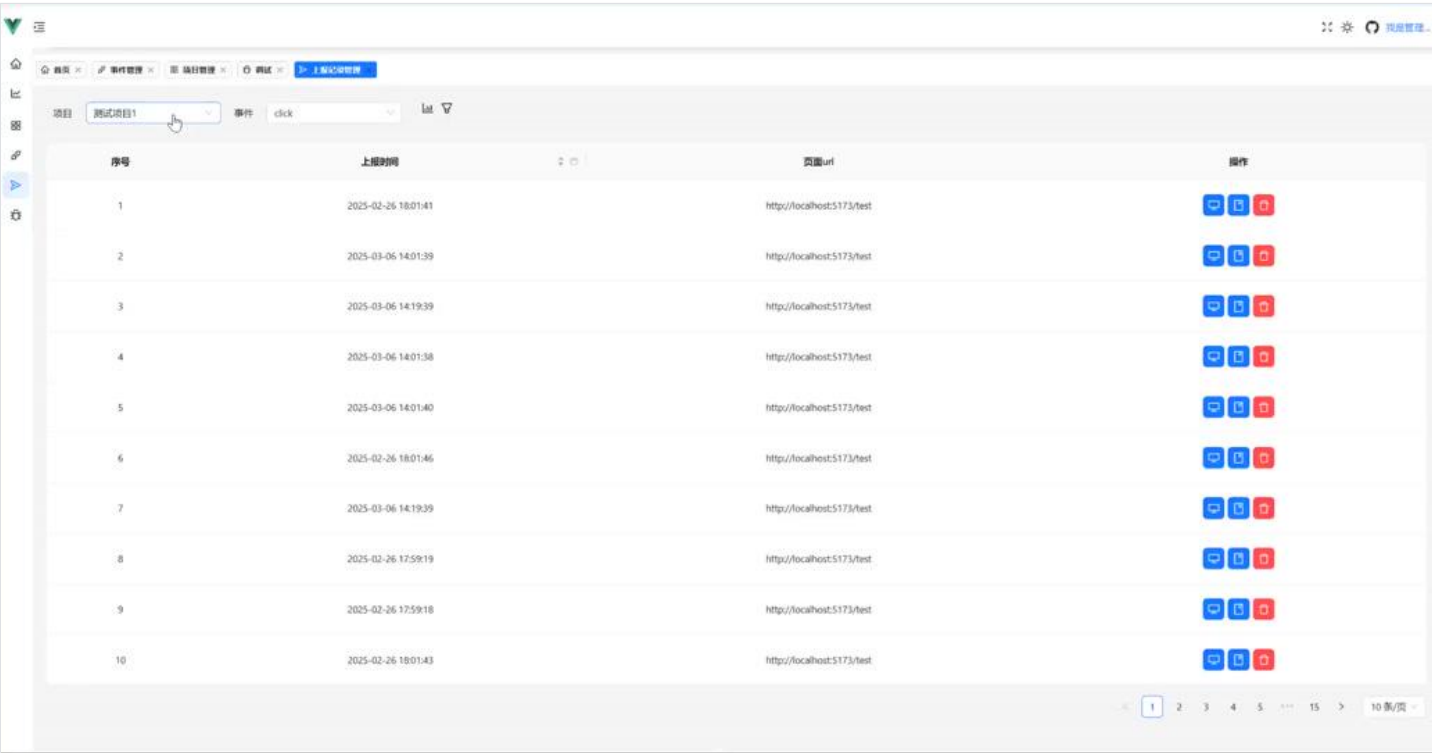 我是管理...
首页 事件管理 项目管理 调试 上报记录管理
项目 测试项目1 事件 click
序号 上报时间 页面url 操作
1 2025-02-26 18:01:41 http://localhost:5173/test
2 2025-03-06 14:01:39 http://localhost:5173/test
3 2025-03-06 14:19:39 http://localhost:5173/test
4 2025-03-06 14:01:38 http://localhost:5173/test
5 2025-03-06 14:01:40 http://localhost:5173/test
6 2025-02-26 18:01:46 http://localhost:5173/test
7 2025-03-06 14:19:39 http://localhost:5173/test
8 2025-02-26 17:59:19 http://localhost:5173/test
9 2025-02-26 17:59:18 http://localhost:5173/test
10 2025-02-26 18:01:43 http://localhost:5173/test
1 2 3 4 5 ··· 15 10 条/页